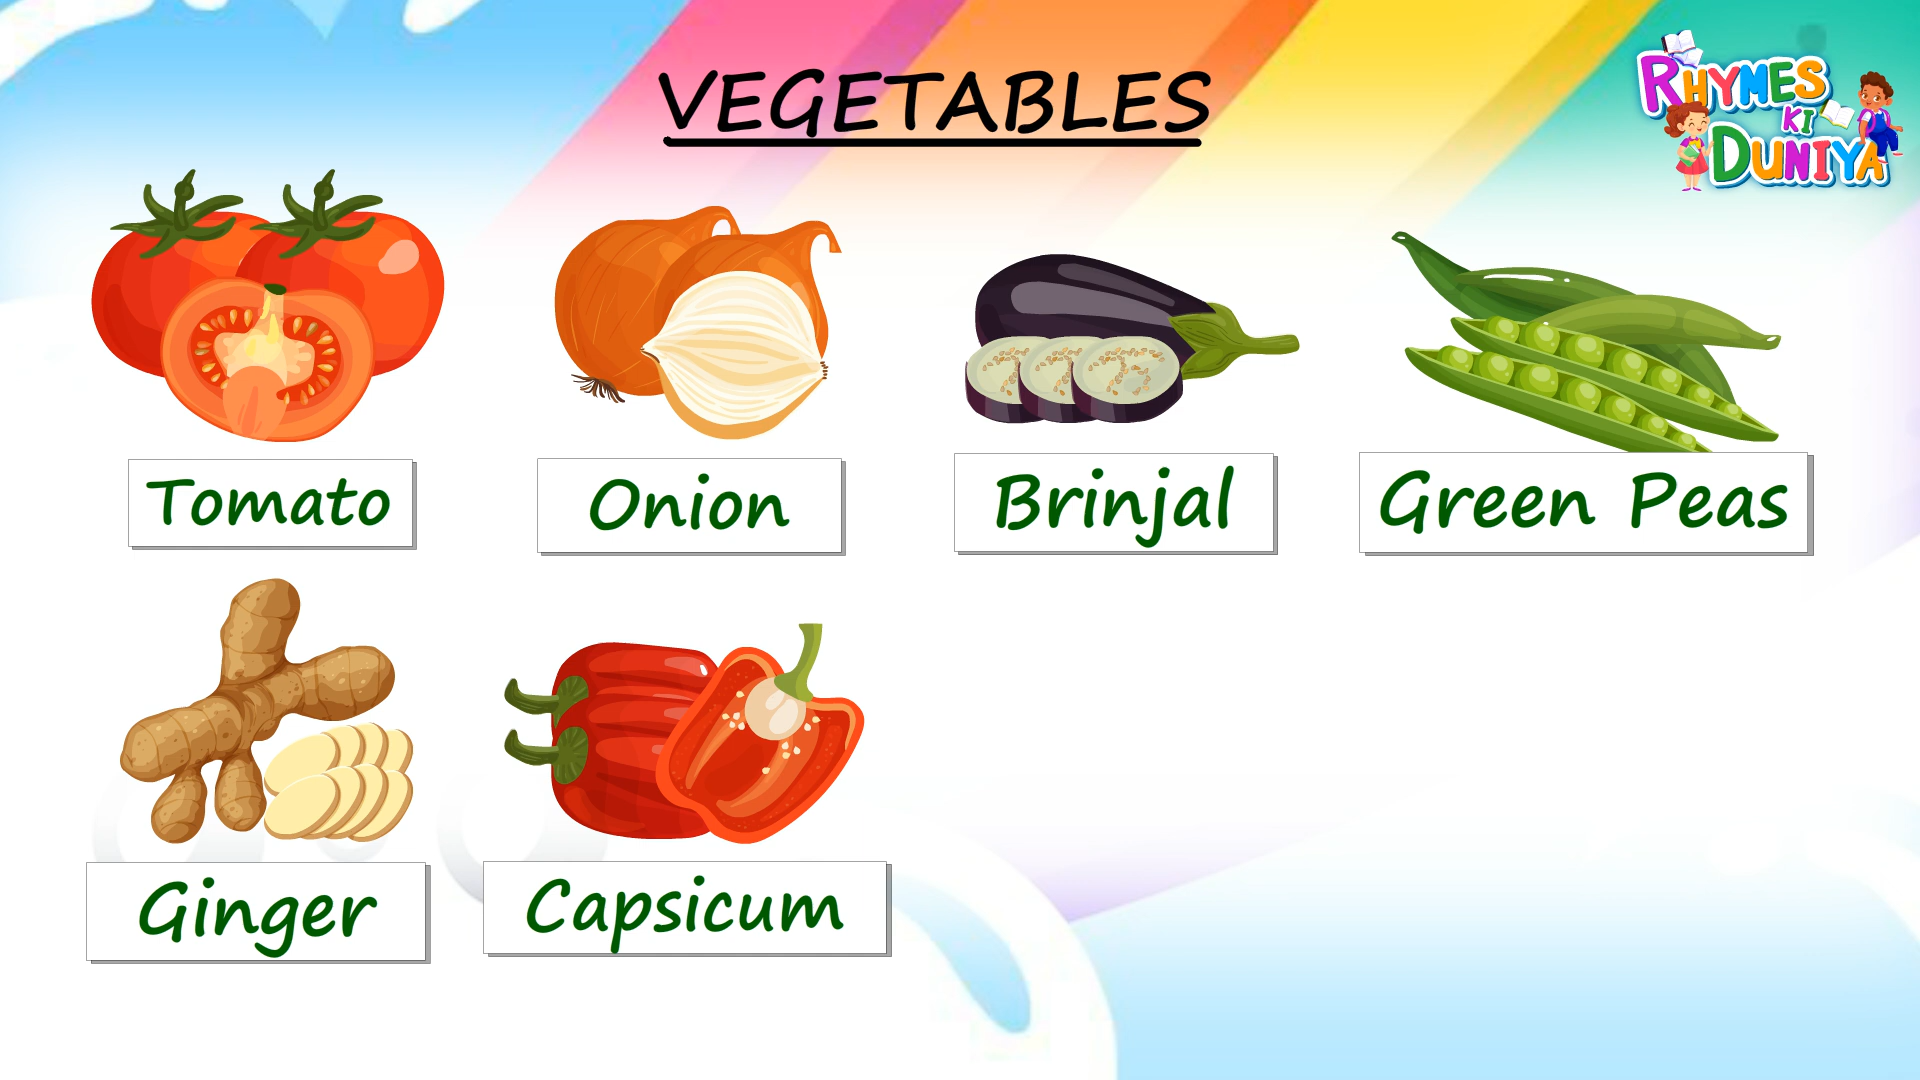 VEGETABLES
RHYMES
KI
DUNIYA
Tomato
Onion
Brinjal
Green Peas
Ginger
Capsicum